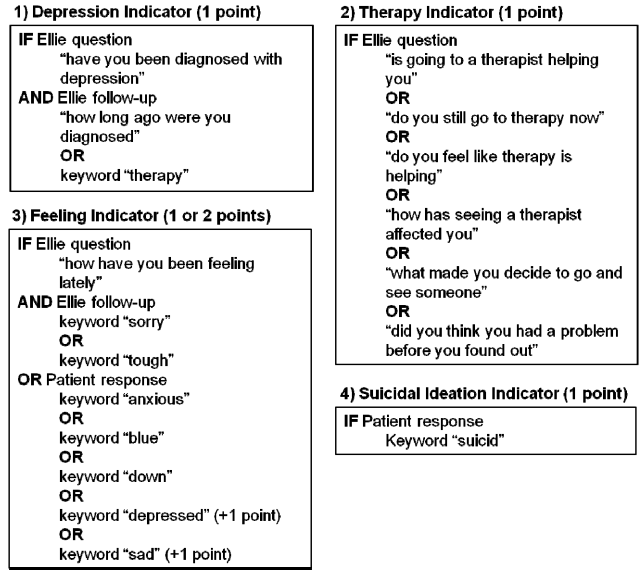 1) Depression Indicator (1 point)
IF Ellie question
"have you been diagnosed with
depression"
AND Ellie follow-up
"how long ago were you
diagnosed"
OR
keyword "therapy"
3) Feeling Indicator (1 or 2 points)
IF Ellie question
"how have you been feeling
lately"
AND Ellie follow-up
keyword "sorry"
OR
keyword "tough"
OR Patient response
keyword "anxious"
OR
keyword "blue"
OR
keyword "down"
OR
keyword "depressed" (+1 point)
OR
keyword "sad" (+1 point)
2) Therapy Indicator (1 point)
IF Ellie question
"is going to a therapist helping
you"
OR
"do you still go to therapy now"
OR
"do you feel like therapy is
helping"
OR
"how has seeing a therapist
affected you"
OR
"what made you decide to go and
see someone"
OR
"did you think you had a problem
before you found out"
4) Suicidal Ideation Indicator (1 point)
IF Patient response
Keyword "suicid"